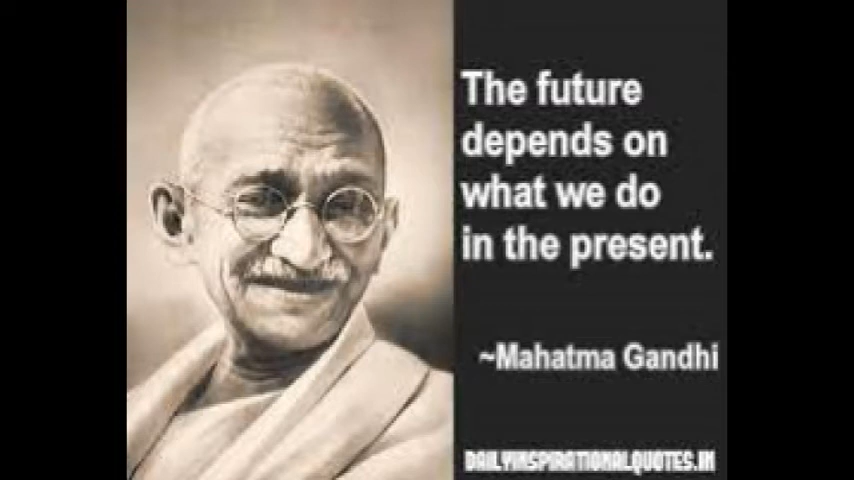 The future
depends on
what we do
in the present.
~Mahatma Gandhi
DAILYINSPIRATIONALQUOTES.IN